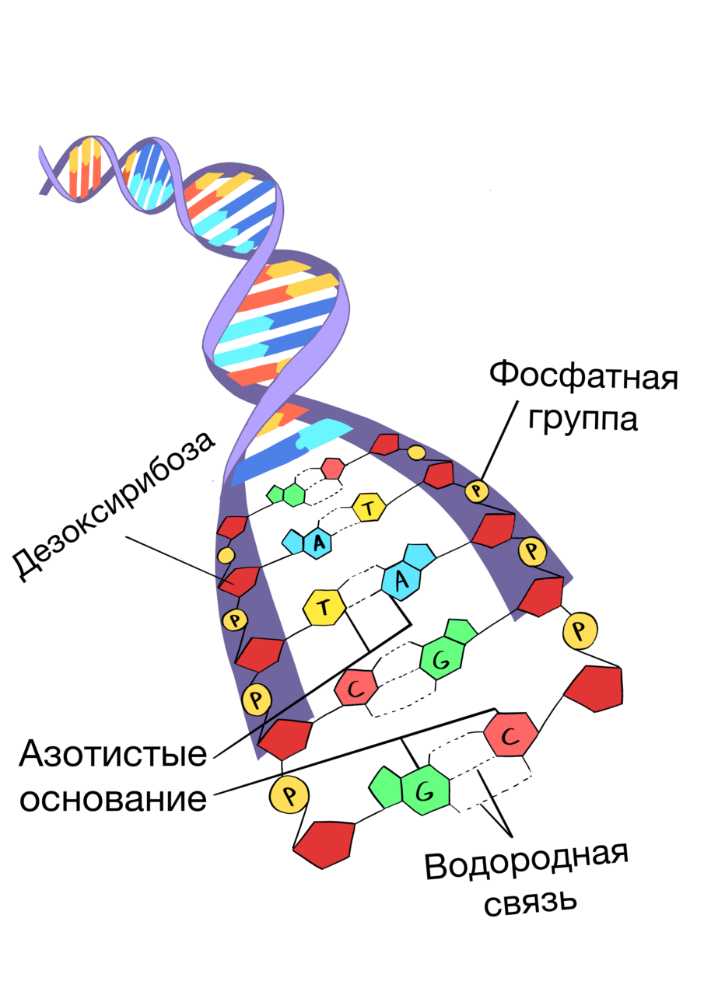 Фосфатная
группа
Дезоксирибоза
P
A T
P
T A
P
P
C G
P
P
Азотистые
основание
C
P
G
Водородная
связь